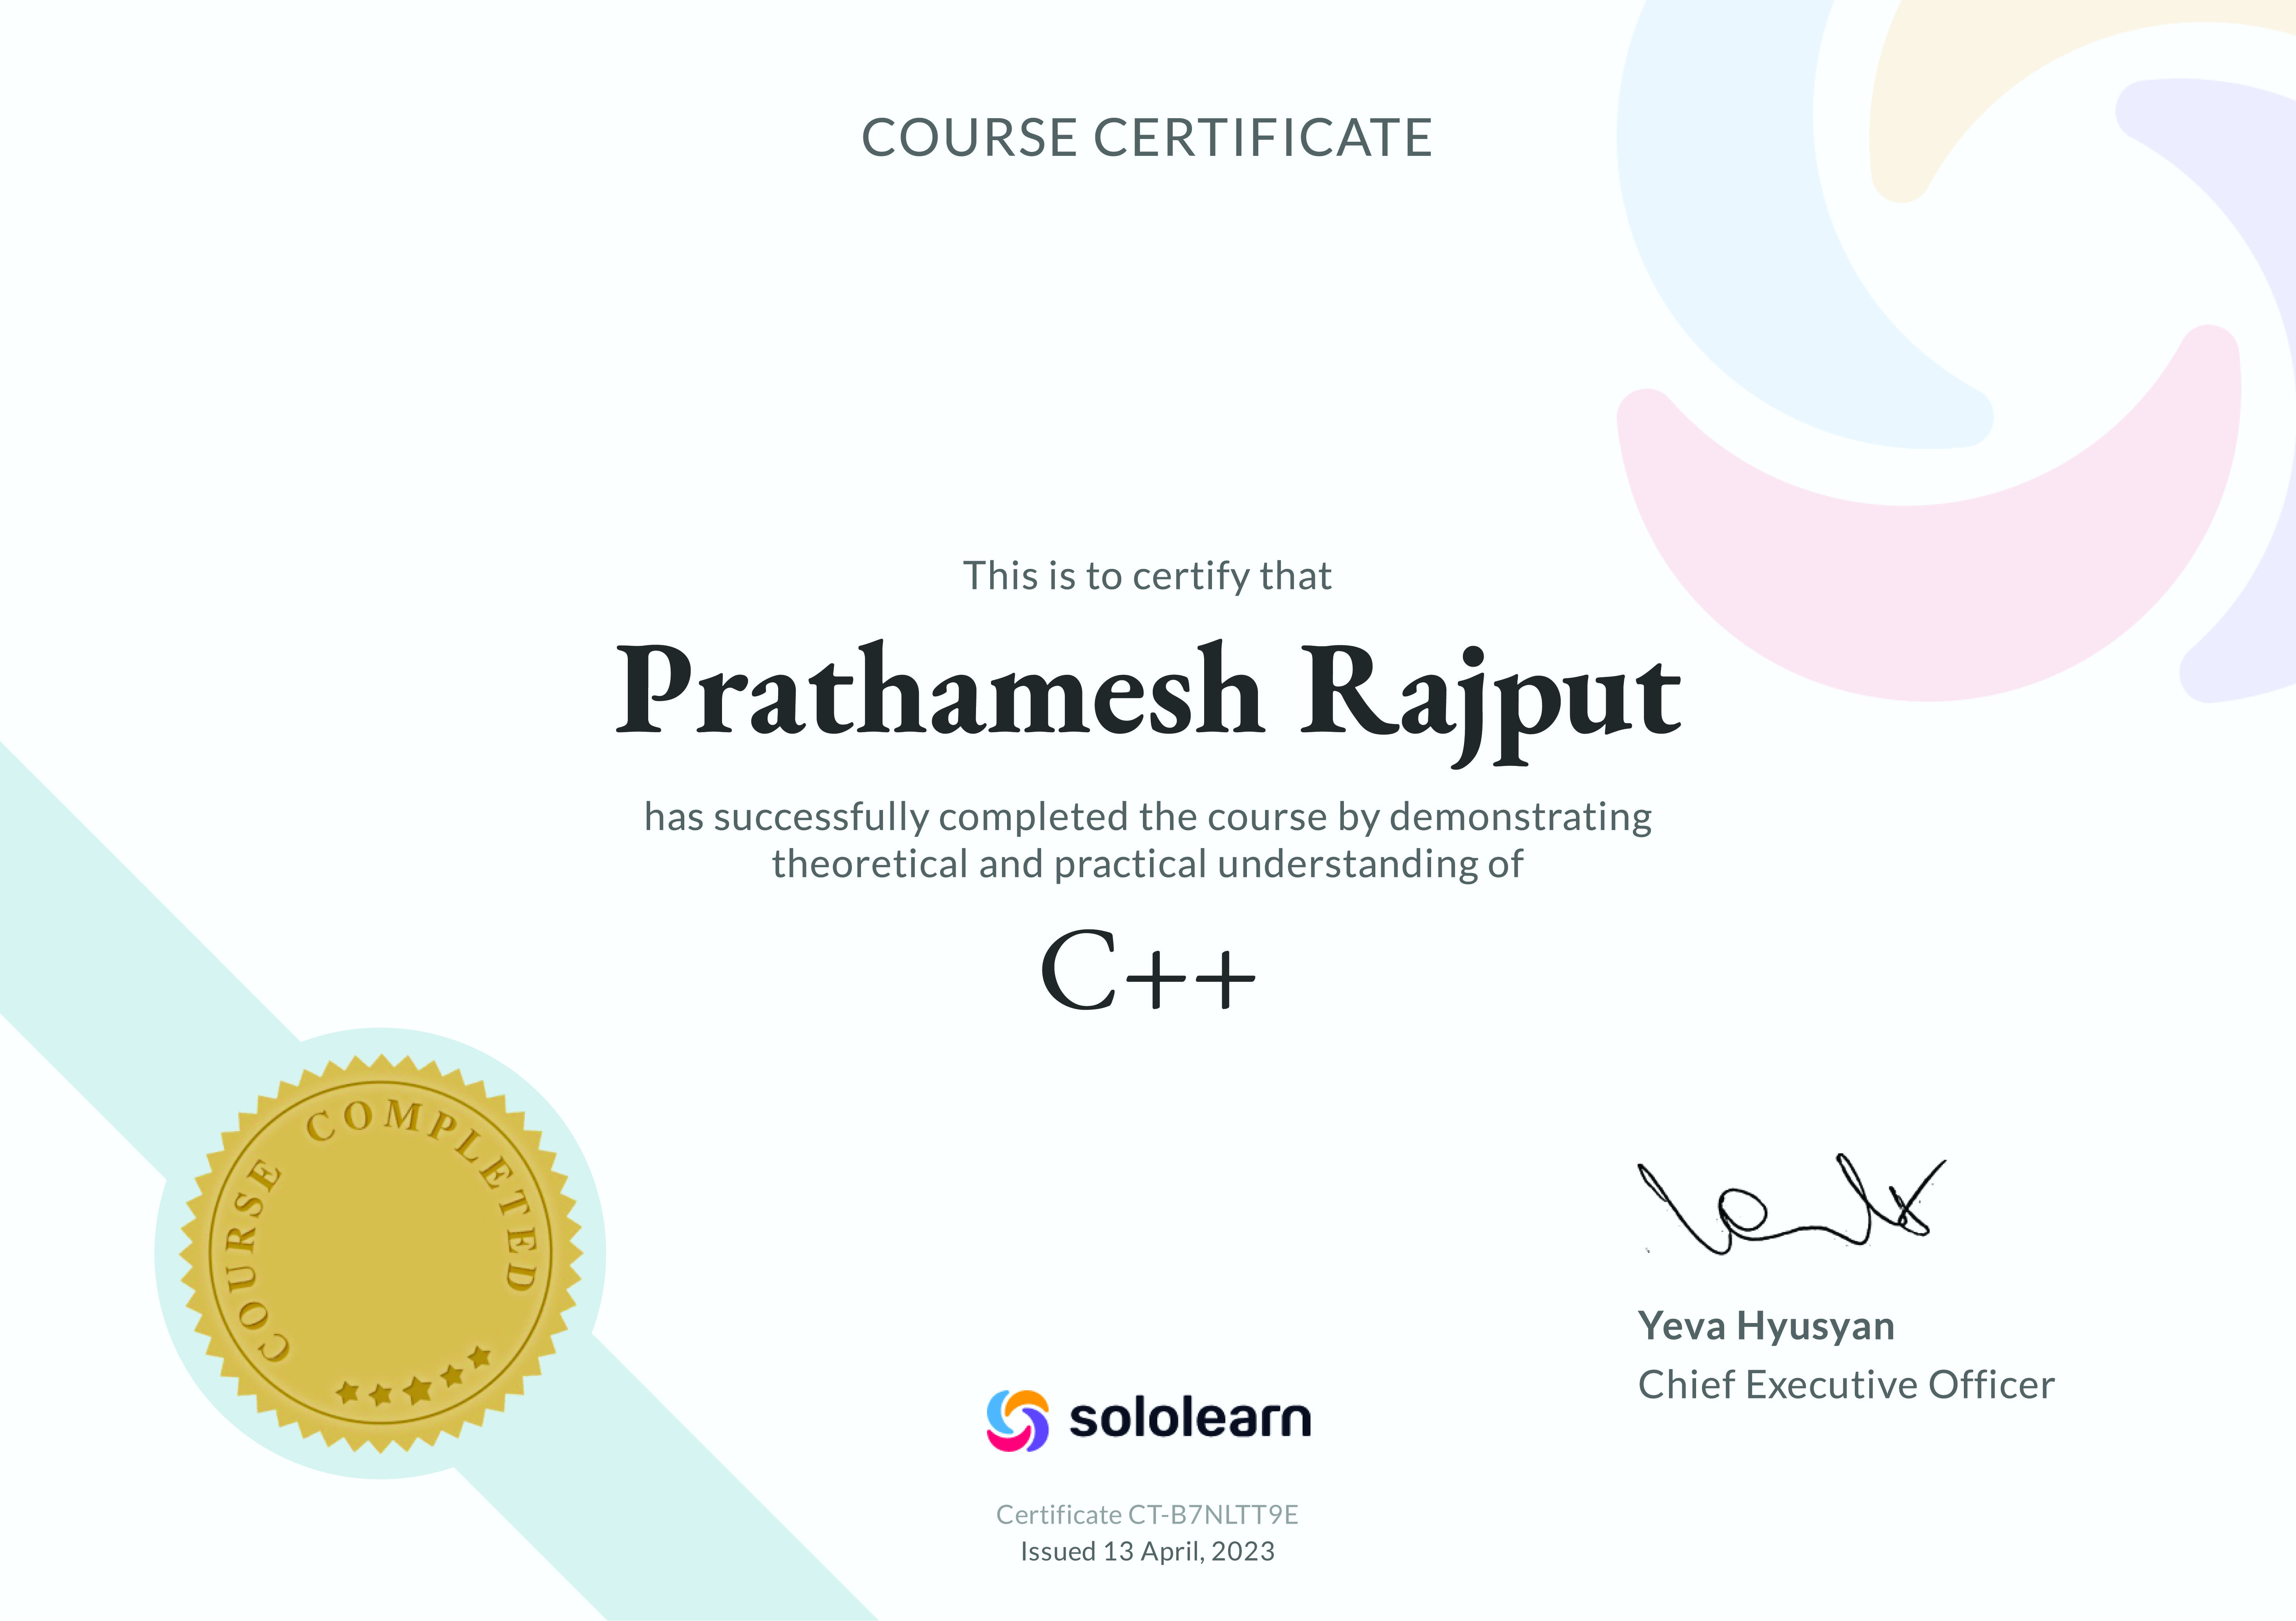 COURSE CERTIFICATE
This is to certify that
Prathamesh Rajput
has successfully completed the course by demonstrating
theoretical and practical understanding of
C++
COURSE COMPLETED
Yeva Hyusyan
Chief Executive Officer
sololearn
Certificate CT-B7NLTT9E
Issued 13 April, 2023